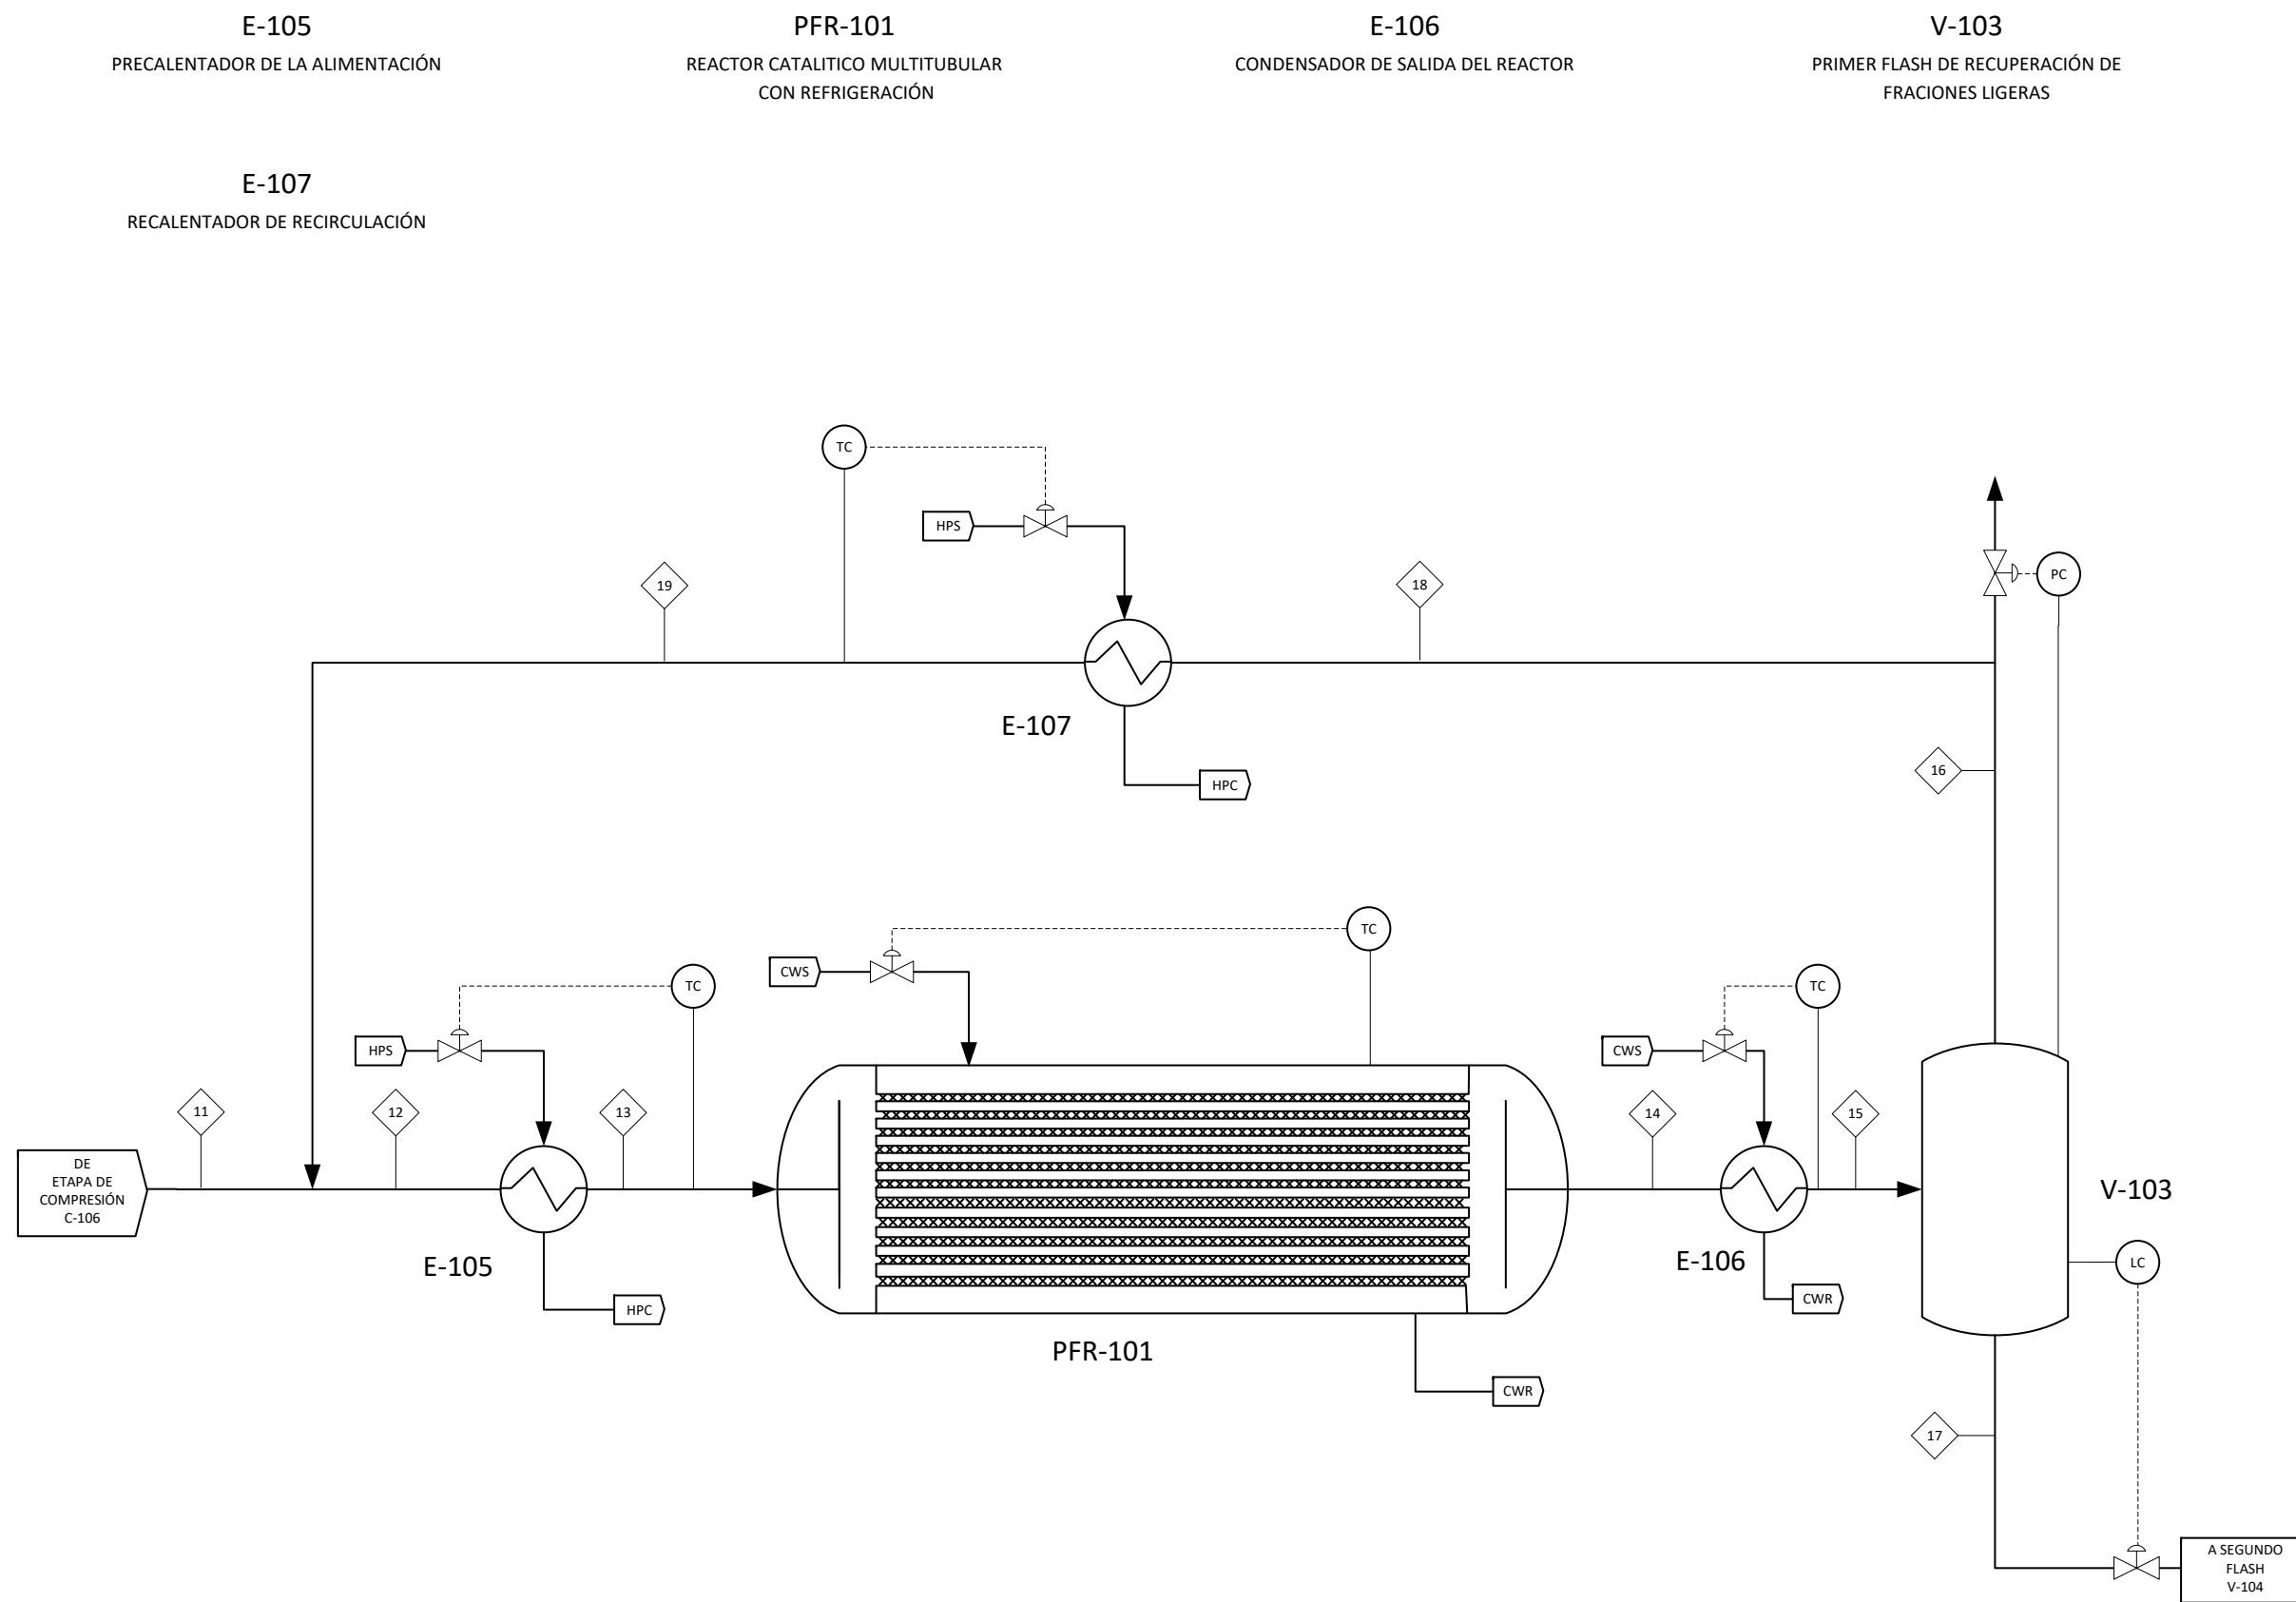 E-105
PRECALENTADOR DE LA ALIMENTACIÓN
PFR-101
REACTOR CATALITICO MULTITUBULAR
CON REFRIGERACIÓN
E-106
CONDENSADOR DE SALIDA DEL REACTOR
V-103
PRIMER FLASH DE RECUPERACIÓN DE
FRACIONES LIGERAS
E-107
RECALENTADOR DE RECIRCULACIÓN
TC
HPS
PC
19
18
E-107
16
HPC
TC
CWS
TC
TC
HPS
CWS
11
12
13
14
15
DE
ETAPA DE
COMPRESIÓN
C-106
V-103
E-105
E-106
LC
HPC
CWR
PFR-101
CWR
17
A SEGUNDO
FLASH
V-104